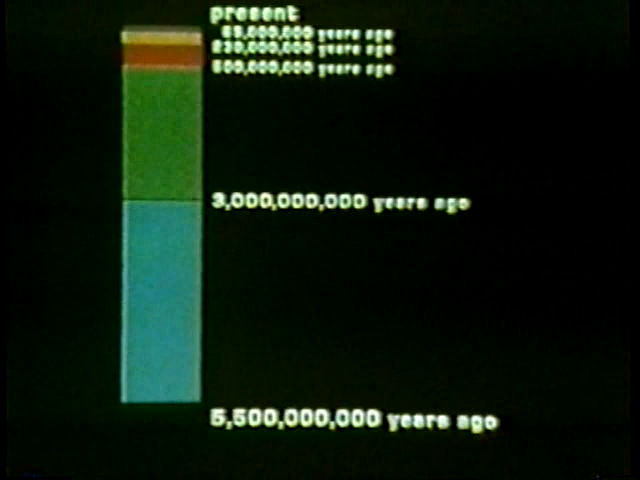 present
65,000,000 years ago
230,000,000 years ago
600,000,000 years ago
3,000,000,000 years ago
5,500,000,000 years ago